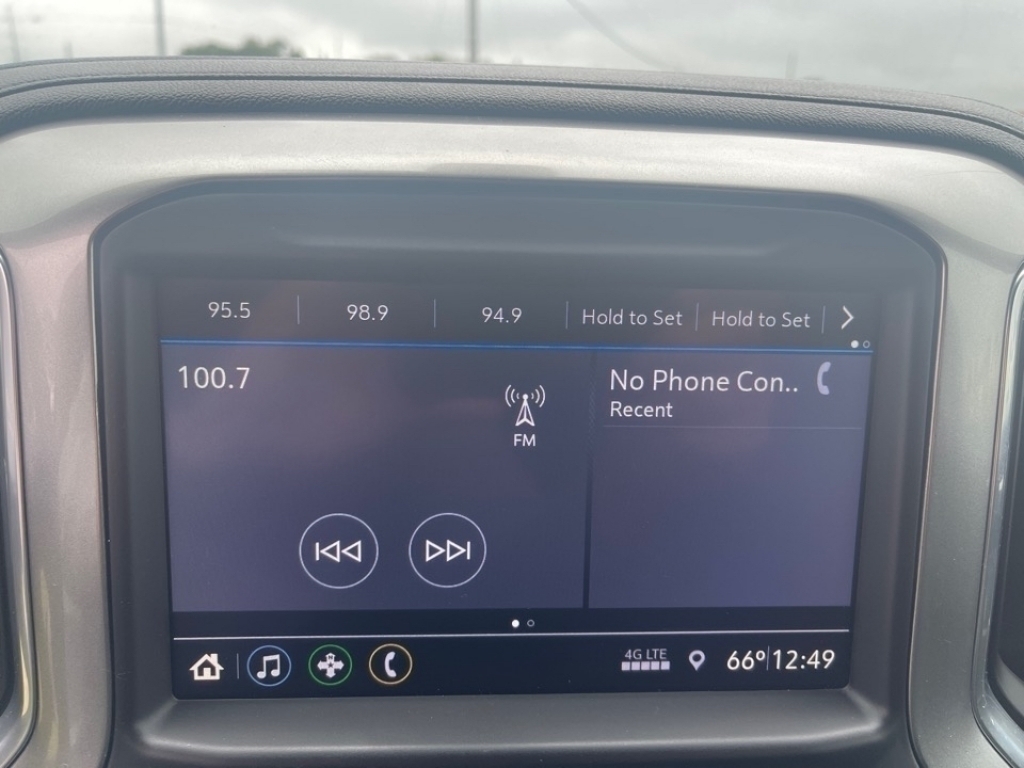 95.5 98.9 94.9 Hold to Set Hold to Set
100.7
FM
No Phone Con..
Recent
4G LTE 66° 12:49